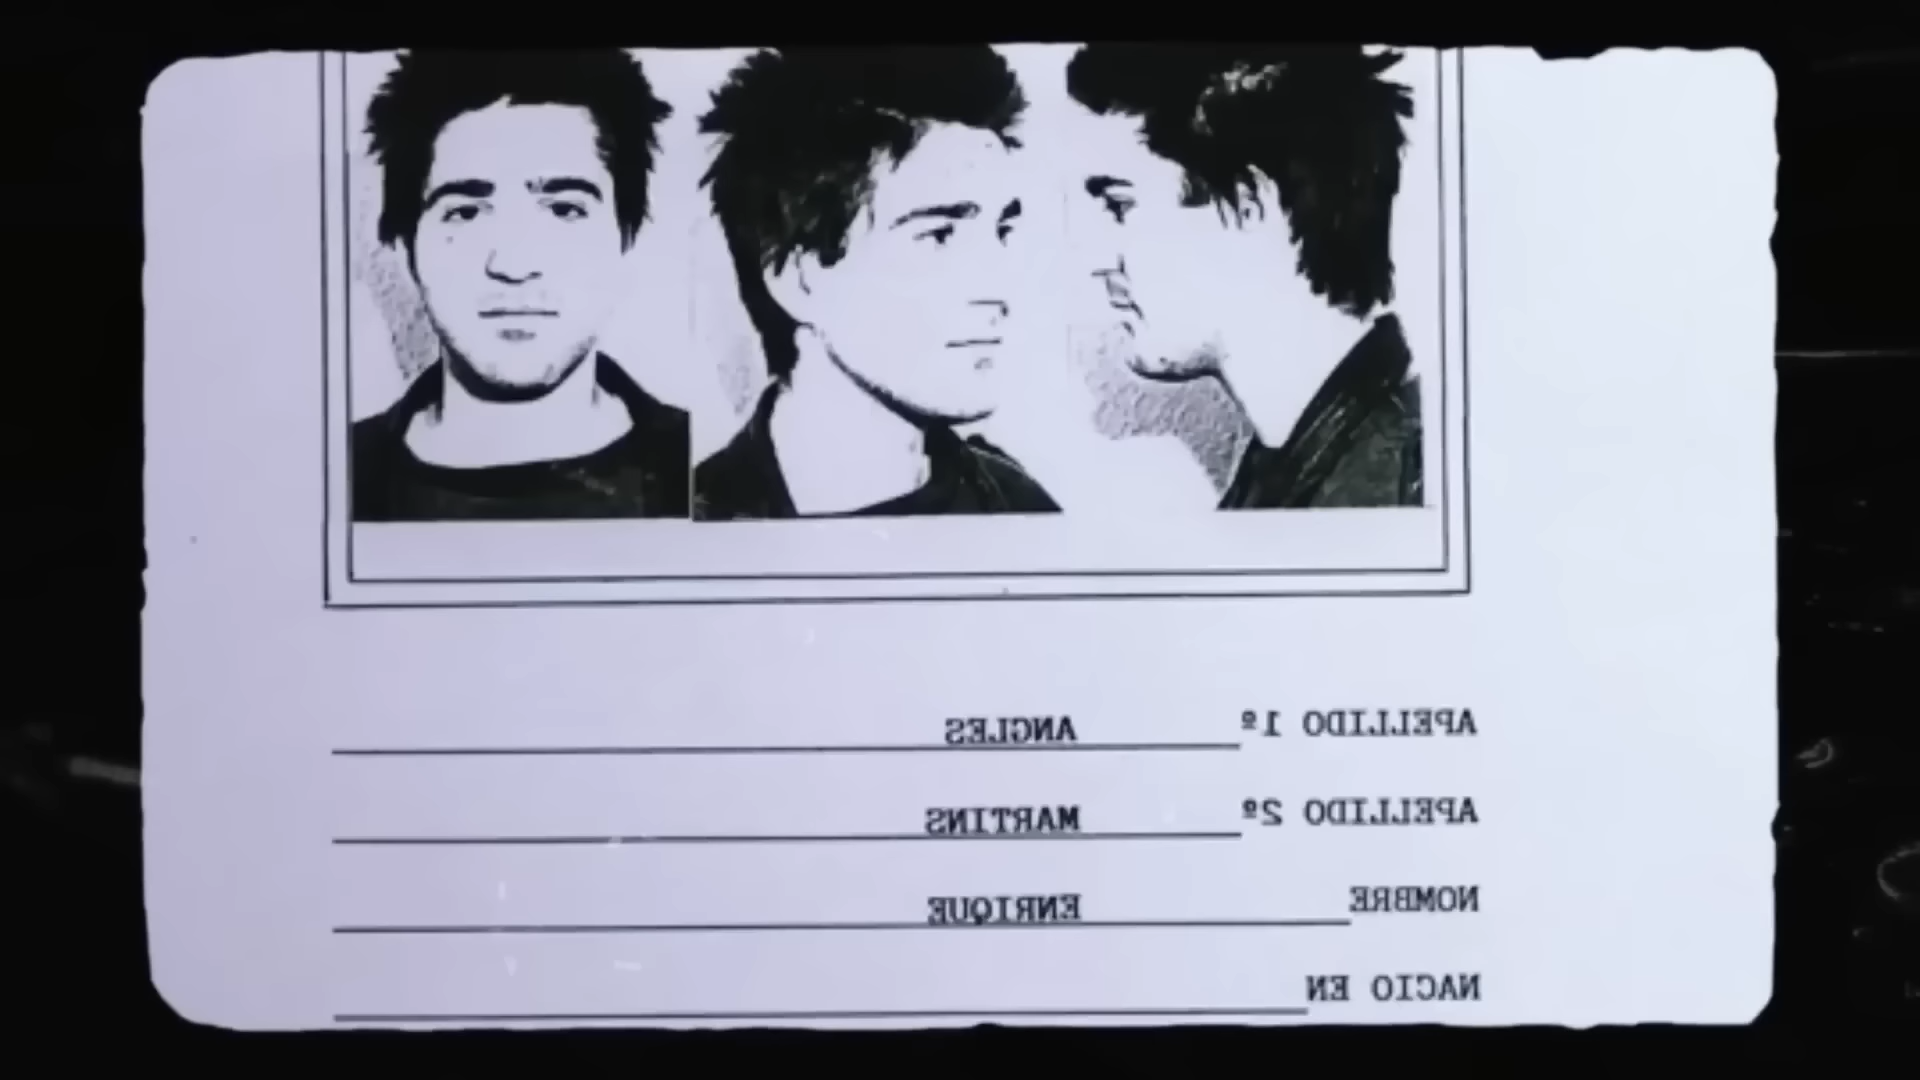 APELLIDO 1º ANGLES
APELLIDO 2º MARTINS
NOMBRE ENRIQUE
NACIO EN